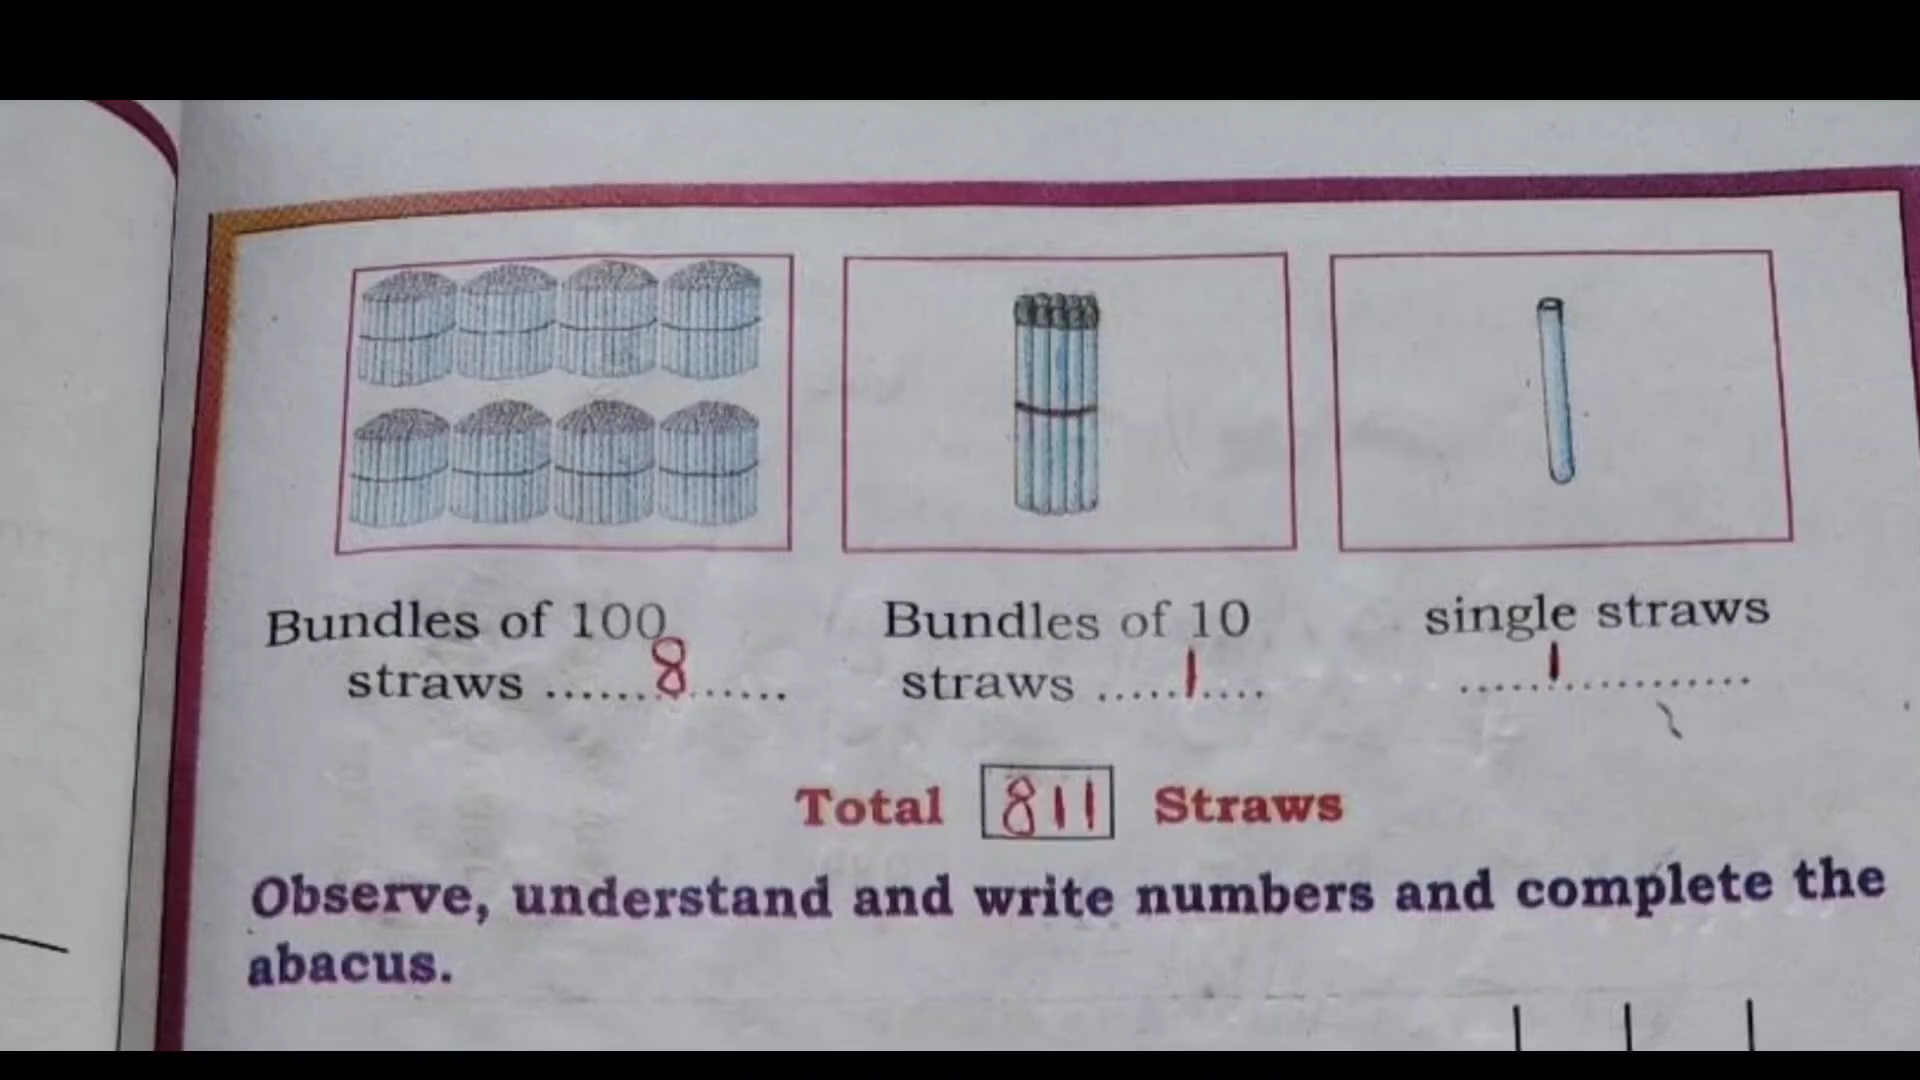 Bundles of 100
straws ......8......
Bundles of 10
straws .....1....
single straws
......1.................
Total 811 Straws
Observe, understand and write numbers and complete the
abacus.